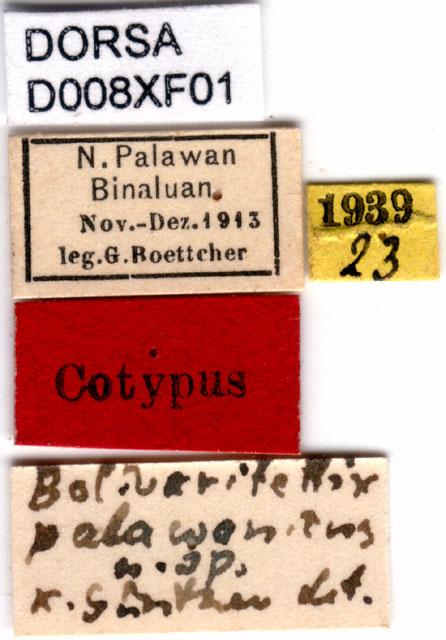 DORSA
D008XF01
N. Palawan
Binaluan.
Nov.-Dez. 1913
leg. G. Boettcher
1939
23
Cotypus
Bolivaritettix
palawanicus
n. sp.
K. Günther det.